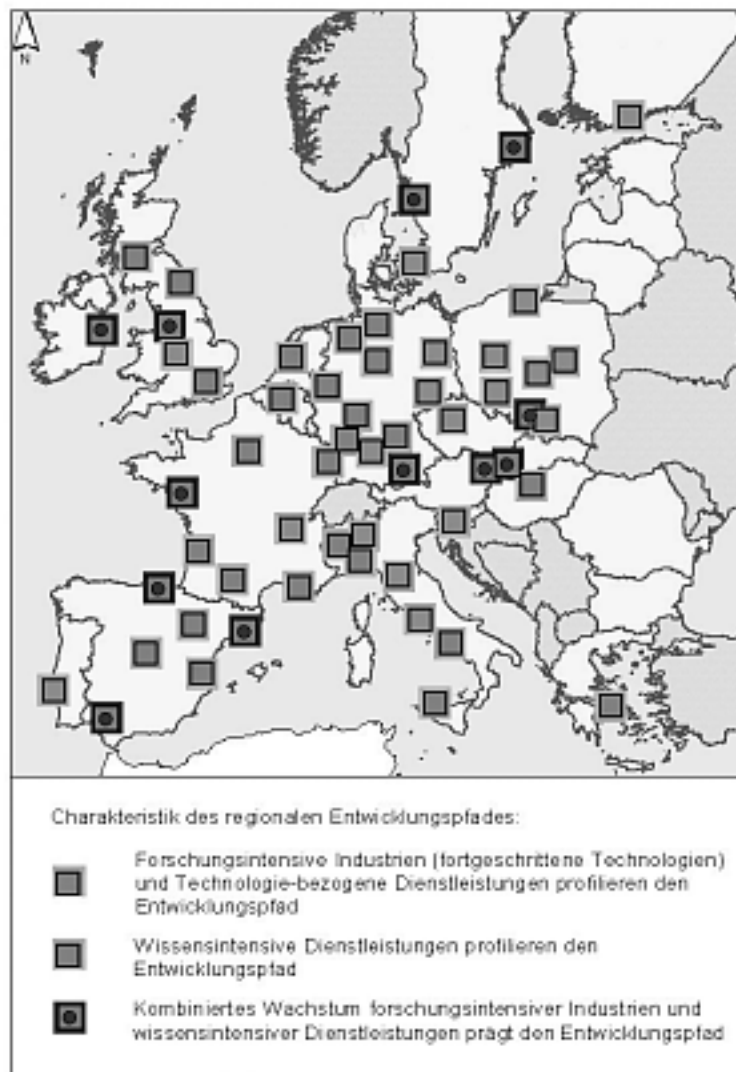 N
Charakteristik des regionalen Entwicklungspfades:
Forschungsintensive Industrien (fortgeschrittene Technologien)
und Technologie-bezogene Dienstleistungen profilieren den
Entwicklungspfad
Wissensintensive Dienstleistungen profilieren den
Entwicklungspfad
Kombiniertes Wachstum forschungsintensiver Industrien und
wissensintensiver Dienstleistungen prägt den Entwicklungspfad